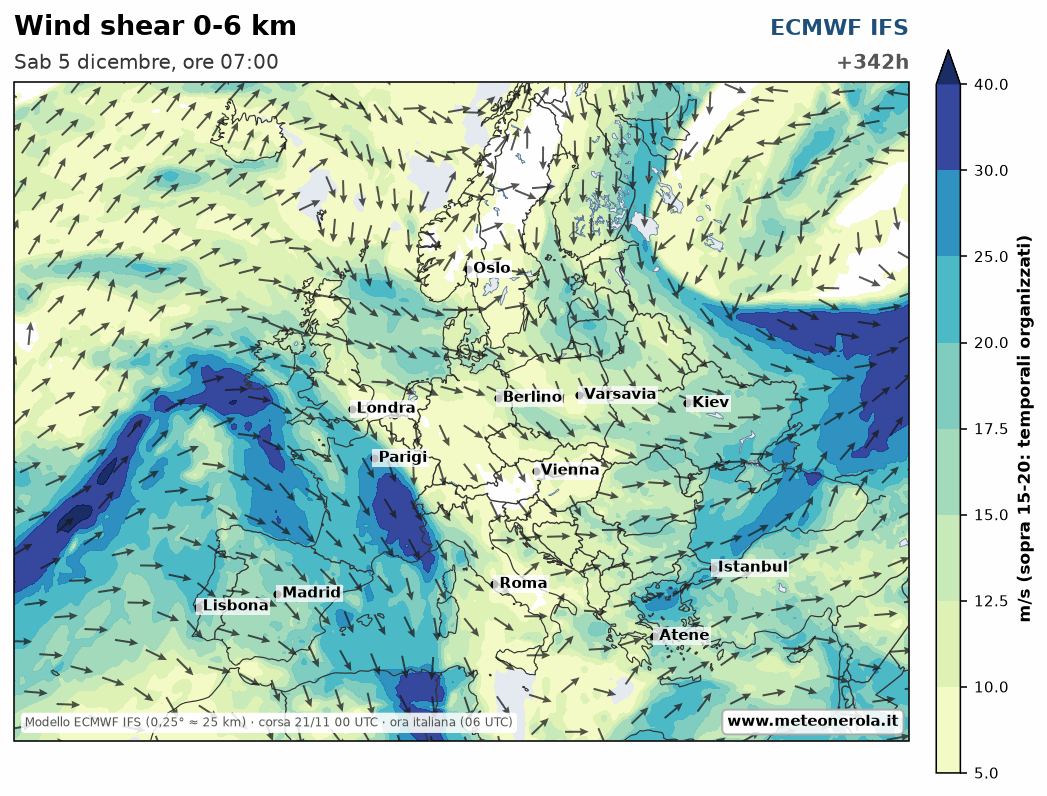 Wind shear 0-6 km
ECMWF IFS
Sab 5 dicembre, ore 07:00
+342h
40.0
30.0
25.0
20.0
17.5
15.0
12.5
10.0
5.0
m/s (sopra 15-20: temporali organizzati)
Oslo
Berlino
Varsavia
Kiev
Londra
Parigi
Vienna
Istanbul
Roma
Madrid
Lisbona
Atene
Modello ECMWF IFS (0,25° ≈ 25 km) · corsa 21/11 00 UTC · ora italiana (06 UTC)
www.meteonerola.it